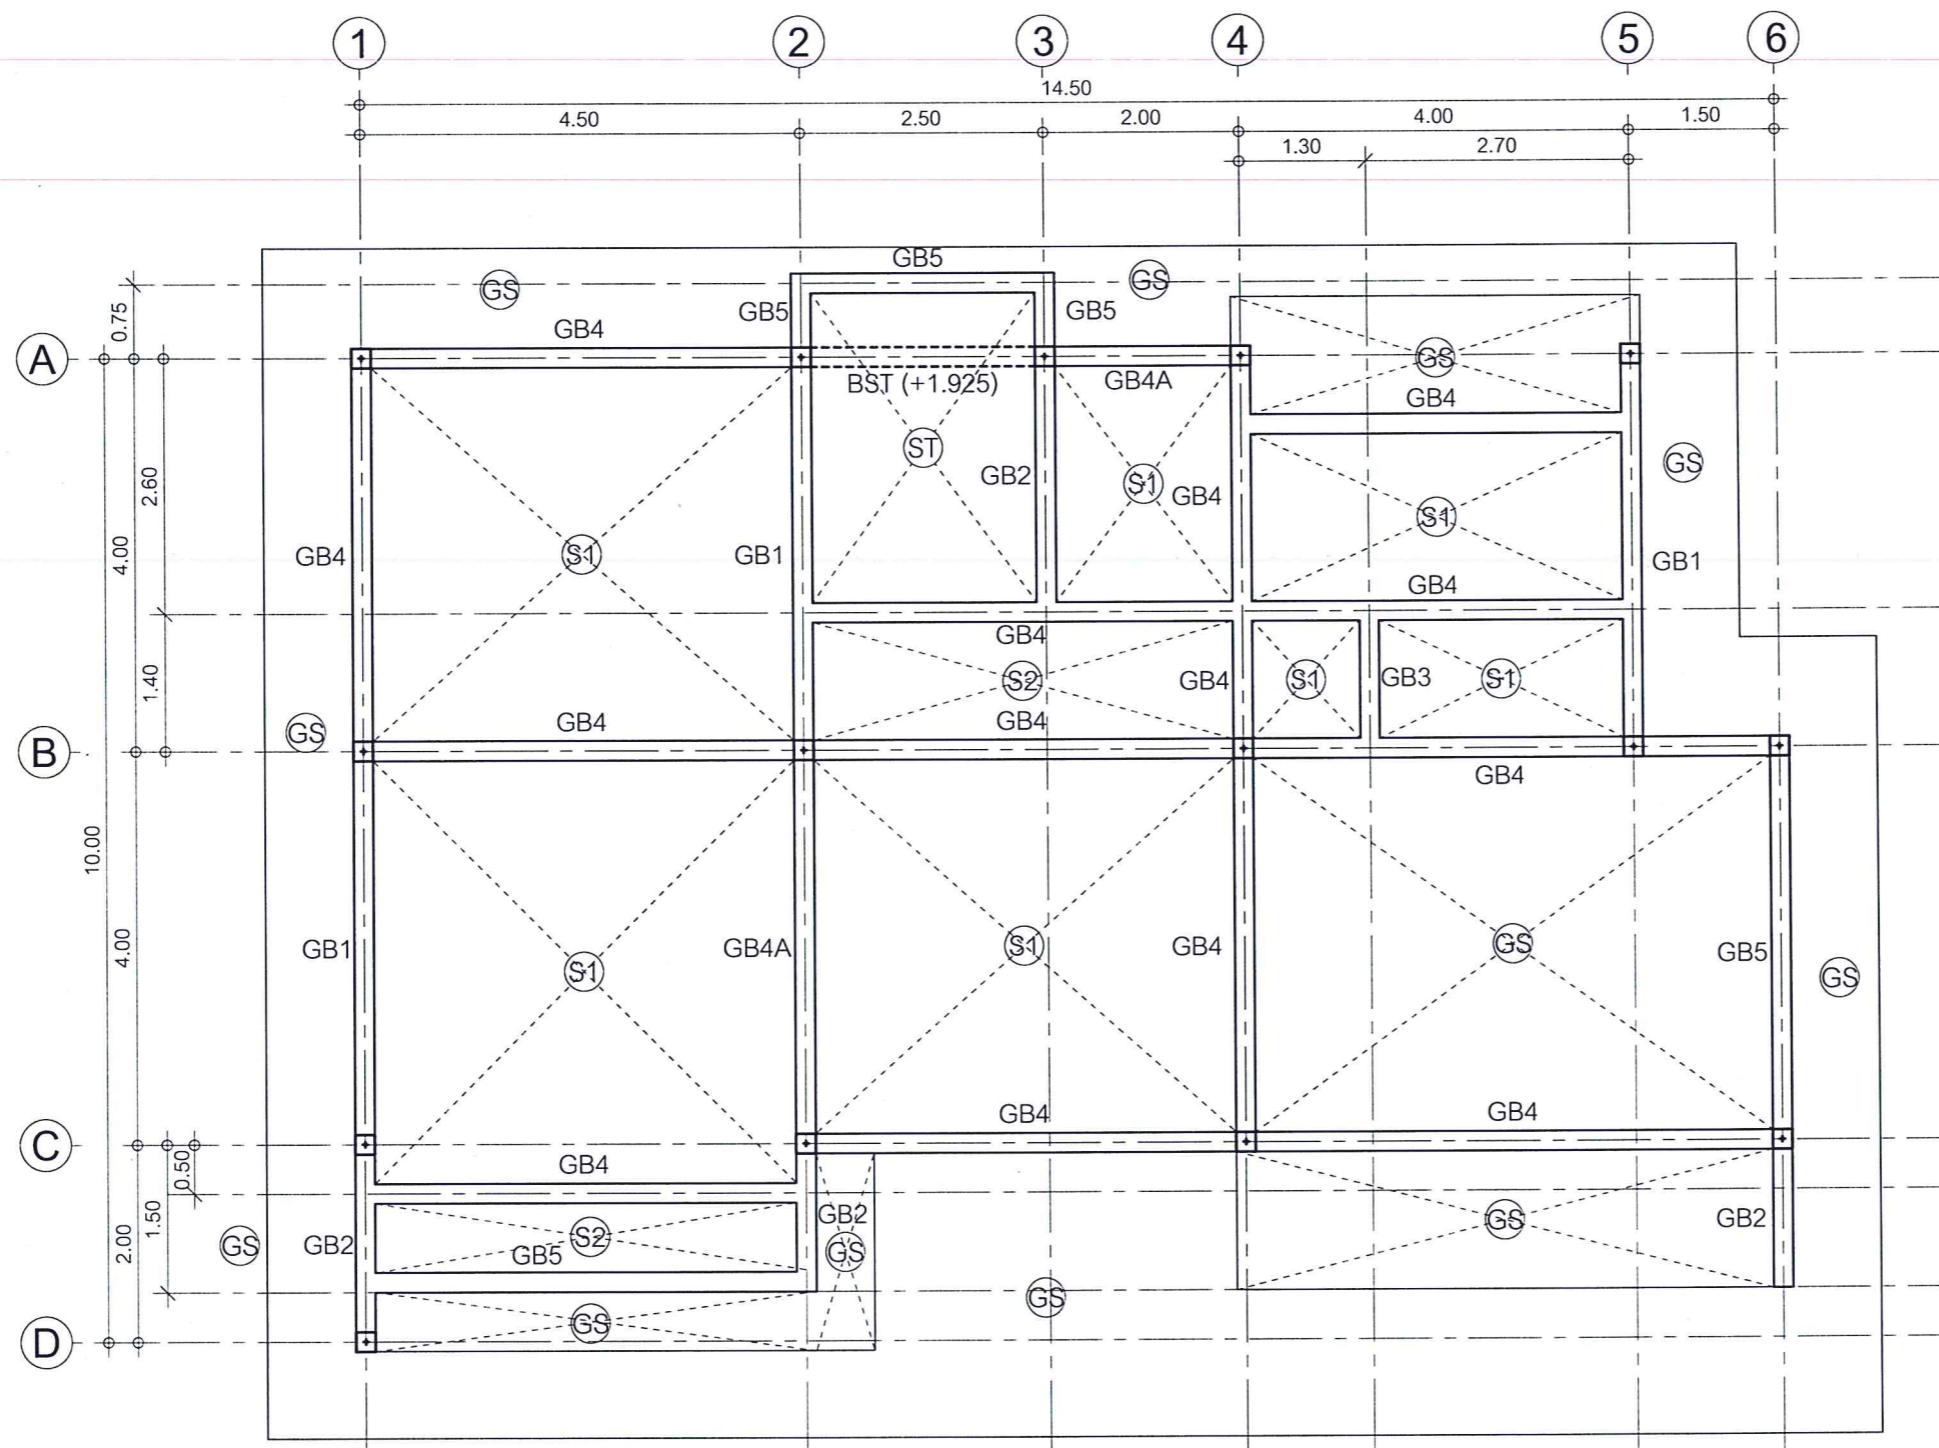 1 2 3 4 5 6
14.50
4.50 2.50 2.00 4.00 1.50
1.30 2.70
GB5
GS GS
0.75 GB5 GB5
GB4
A GS
BST (+1.925) GB4A
GB4
ST
2.60 GB2 S1 GB4 GS
S1
4.00 GB4 S1 GB1 GB1
GB4
GB4
1.40 S2 GB4 S1 GB3 S1
GS GB4 GB4
B
GB4
10.00
4.00 GB1 GB4A S1 GB4 GS GB5
S1 GS
GB4 GB4
C
0.50 GB4
1.50 GB2 GS GB2
2.00 GS GB2 S2 GS
GB5
GS
GS
D